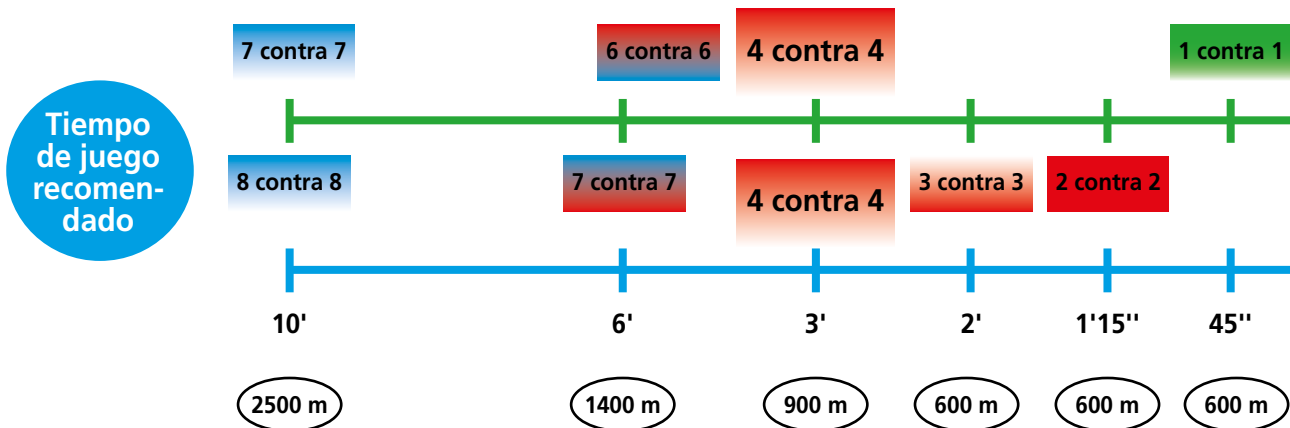 7 contra 7
6 contra 6
4 contra 4
1 contra 1
Tiempo
de juego
recomen-
dado
8 contra 8
7 contra 7
4 contra 4
3 contra 3
2 contra 2
10'
6'
3'
2'
1'15''
45''
2500 m
1400 m
900 m
600 m
600 m
600 m